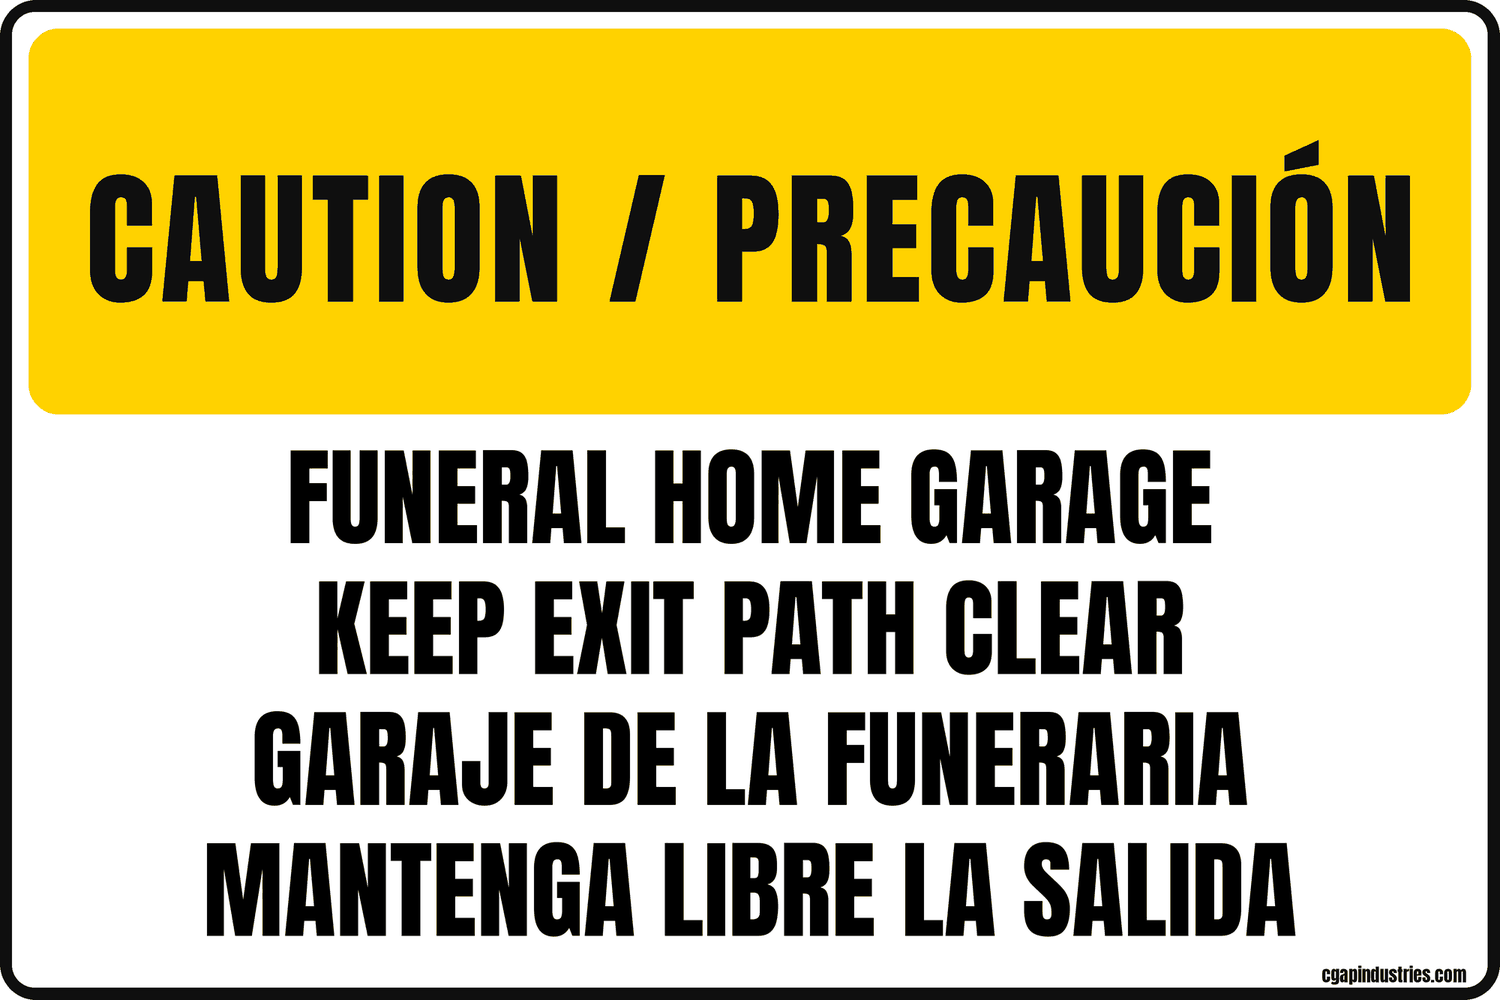 CAUTION / PRECAUCIÓN
FUNERAL HOME GARAGE
KEEP EXIT PATH CLEAR
GARAJE DE LA FUNERARIA
MANTENGA LIBRE LA SALIDA
cgapindustries.com